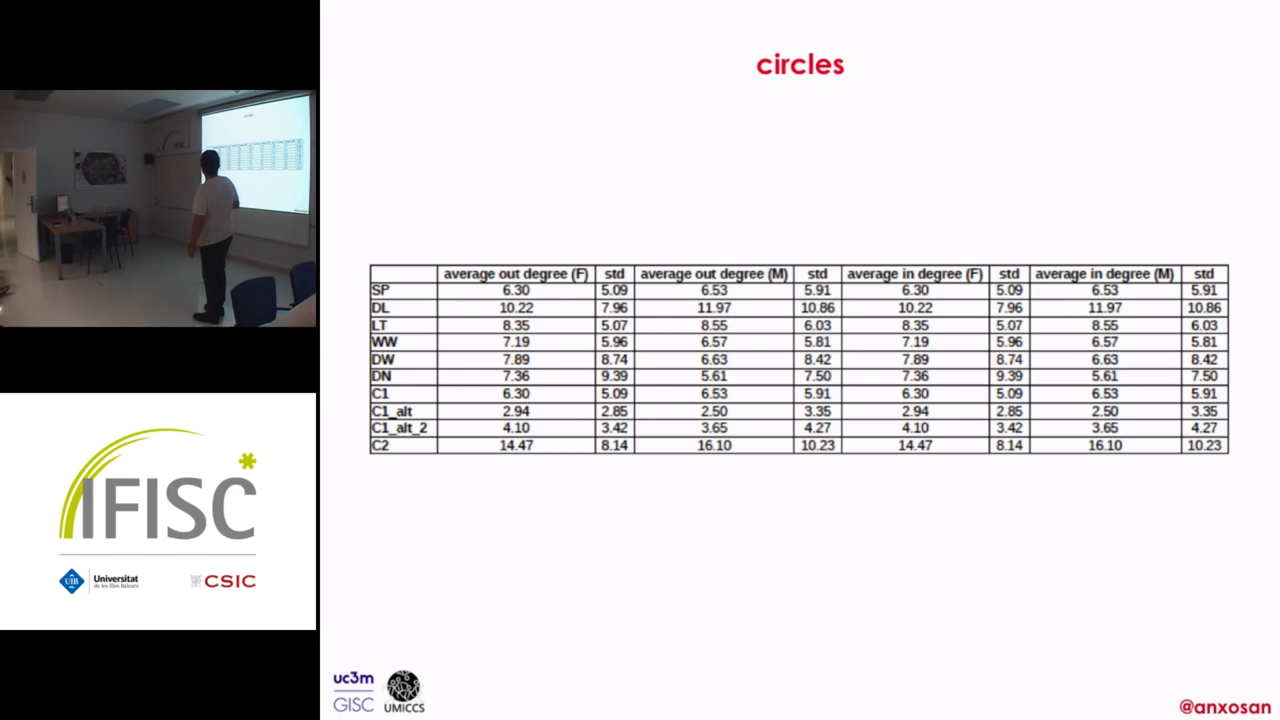 circles
average out degree (F) std average out degree (M) std average in degree (F) std average in degree (M) std
SP 6.30 5.09 6.53 5.91 6.30 5.09 6.53 5.91
DL 10.22 7.96 11.97 10.86 10.22 7.96 11.97 10.86
LT 8.35 5.07 8.55 6.03 8.35 5.07 8.55 6.03
WW 7.19 5.96 6.57 5.81 7.19 5.96 6.57 5.81
DW 7.89 8.74 6.63 8.42 7.89 8.74 6.63 8.42
DN 7.36 9.39 5.61 7.50 7.36 9.39 5.61 7.50
C1 6.30 5.09 6.53 5.91 6.30 5.09 6.53 5.91
C1_alt 2.94 2.85 2.50 3.35 2.94 2.85 2.50 3.35
C1_alt_2 4.10 3.42 3.65 4.27 4.10 3.42 3.65 4.27
C2 14.47 8.14 16.10 10.23 14.47 8.14 16.10 10.23
IFISC
UIB Universitat
de les Illes Balears
CSIC
uc3m
GISC
UMICCS
@anxosan